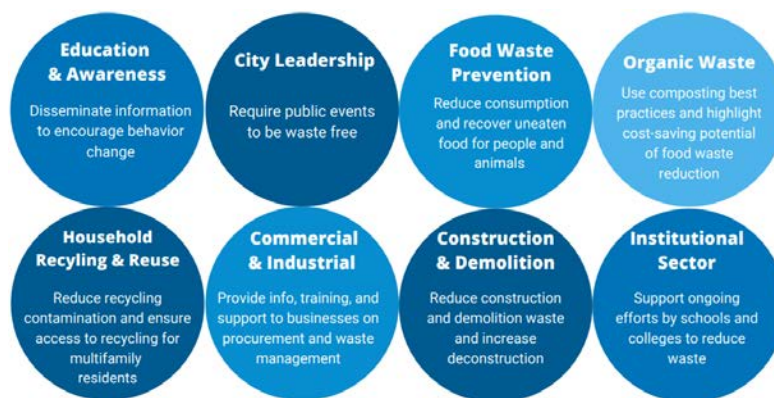 Education
& Awareness
Disseminate information
to encourage behavior
change
City Leadership
Require public events
to be waste free
Food Waste
Prevention
Reduce consumption
and recover uneaten
food for people and
animals
Organic Waste
Use composting best
practices and highlight
cost-saving potential
of food waste
reduction
Household
Recyling & Reuse
Reduce recycling
contamination and ensure
access to recycling for
multifamily
residents
Commercial
& Industrial
Provide info, training, and
support to businesses on
procurement and waste
management
Construction
& Demolition
Reduce construction
and demolition waste
and increase
deconstruction
Institutional
Sector
Support ongoing
efforts by schools and
colleges to reduce
waste